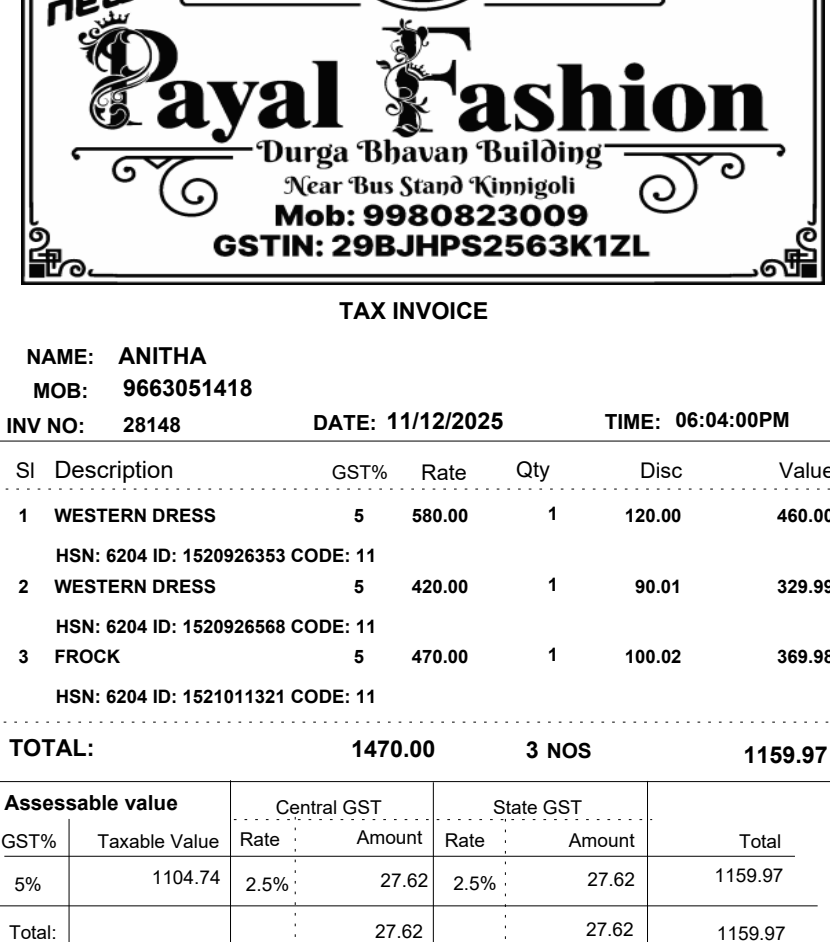 new
Payal Fashion
Durga Bhavan Building
Near Bus Stand Kinnigoli
Mob: 9980823009
GSTIN: 29BJHPS2563K1ZL
TAX INVOICE
NAME: ANITHA
MOB: 9663051418
INV NO: 28148 DATE: 11/12/2025 TIME: 06:04:00PM
Sl Description GST% Rate Qty Disc Value
1 WESTERN DRESS 5 580.00 1 120.00 460.00
HSN: 6204 ID: 1520926353 CODE: 11
2 WESTERN DRESS 5 420.00 1 90.01 329.99
HSN: 6204 ID: 1520926568 CODE: 11
3 FROCK 5 470.00 1 100.02 369.98
HSN: 6204 ID: 1521011321 CODE: 11
TOTAL: 1470.00 3 NOS 1159.97
Assessable value Central GST State GST
GST% Taxable Value Rate Amount Rate Amount Total
5% 1104.74 2.5% 27.62 2.5% 27.62 1159.97
Total: 27.62 27.62 1159.97